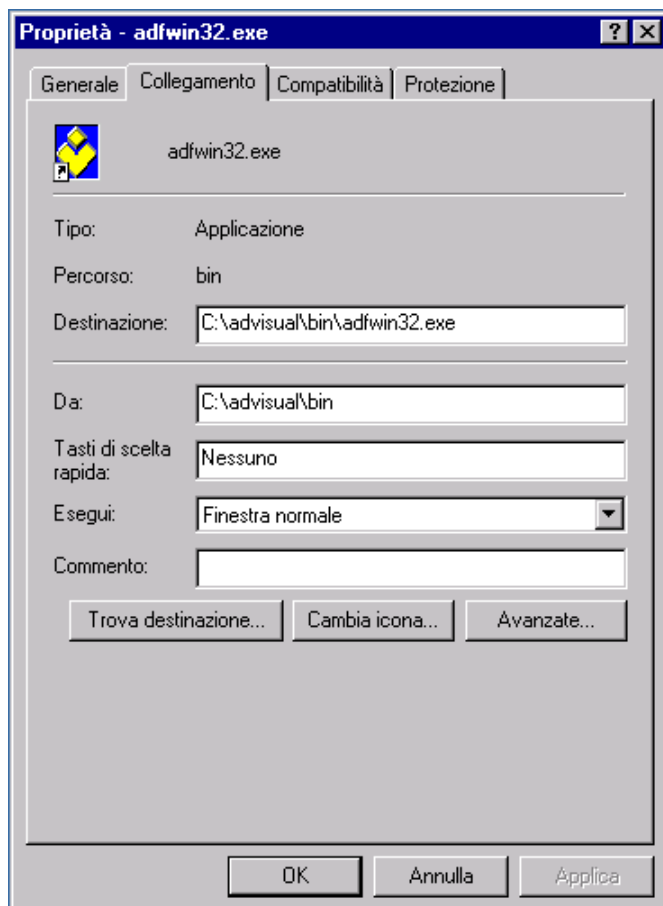 Proprietà - adfwin32.exe
Generale Collegamento Compatibilità Protezione
adfwin32.exe
Tipo: Applicazione
Percorso: bin
Destinazione: C:\advisual\bin\adfwin32.exe
Da: C:\advisual\bin
Tasti di scelta
rapida: Nessuno
Esegui: Finestra normale
Commento:
Trova destinazione... Cambia icona... Avanzate...
OK Annulla Applica